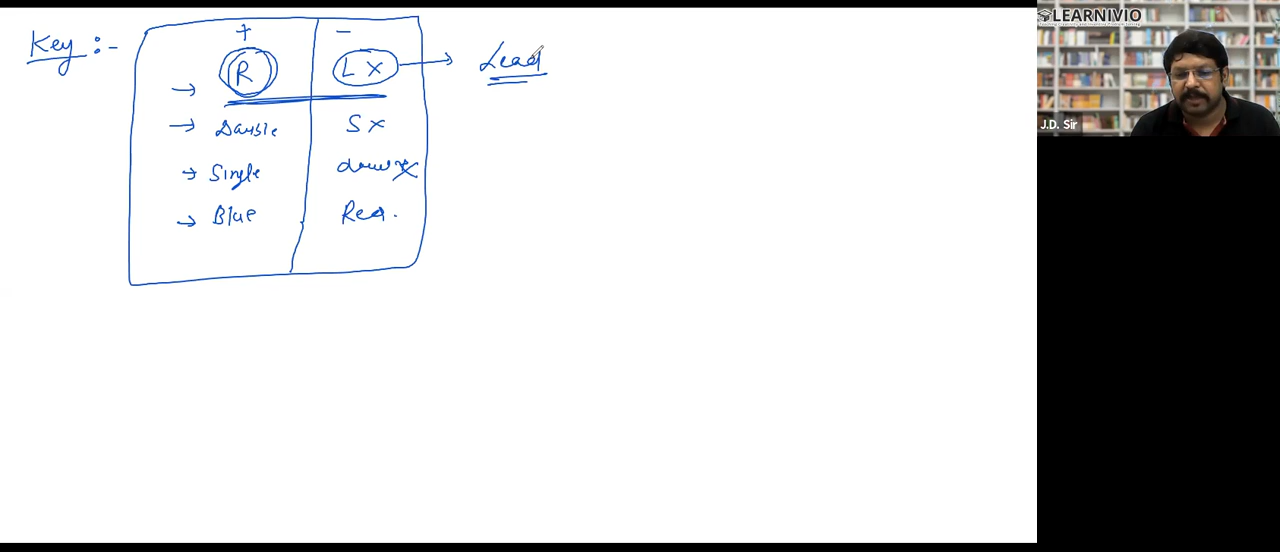 Key :-
+ -
R L X → Lead
→ Double S X
→ Single
→ Blue Red.
LEARNIVIO
J.D. Sir